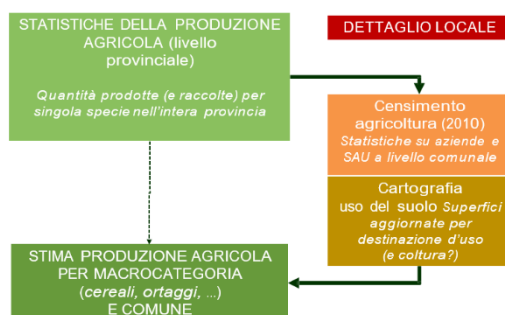 STATISTICHE DELLA PRODUZIONE
AGRICOLA (livello
provinciale)
Quantità prodotte (e raccolte) per
singola specie nell'intera provincia
DETTAGLIO LOCALE
Censimento
agricoltura (2010)
Statistiche su aziende e
SAU a livello comunale
Cartografia
uso del suolo Superfici
aggiornate per
destinazione d'uso
(e coltura?)
STIMA PRODUZIONE AGRICOLA
PER MACROCATEGORIA
(cereali, ortaggi, ...)
E COMUNE